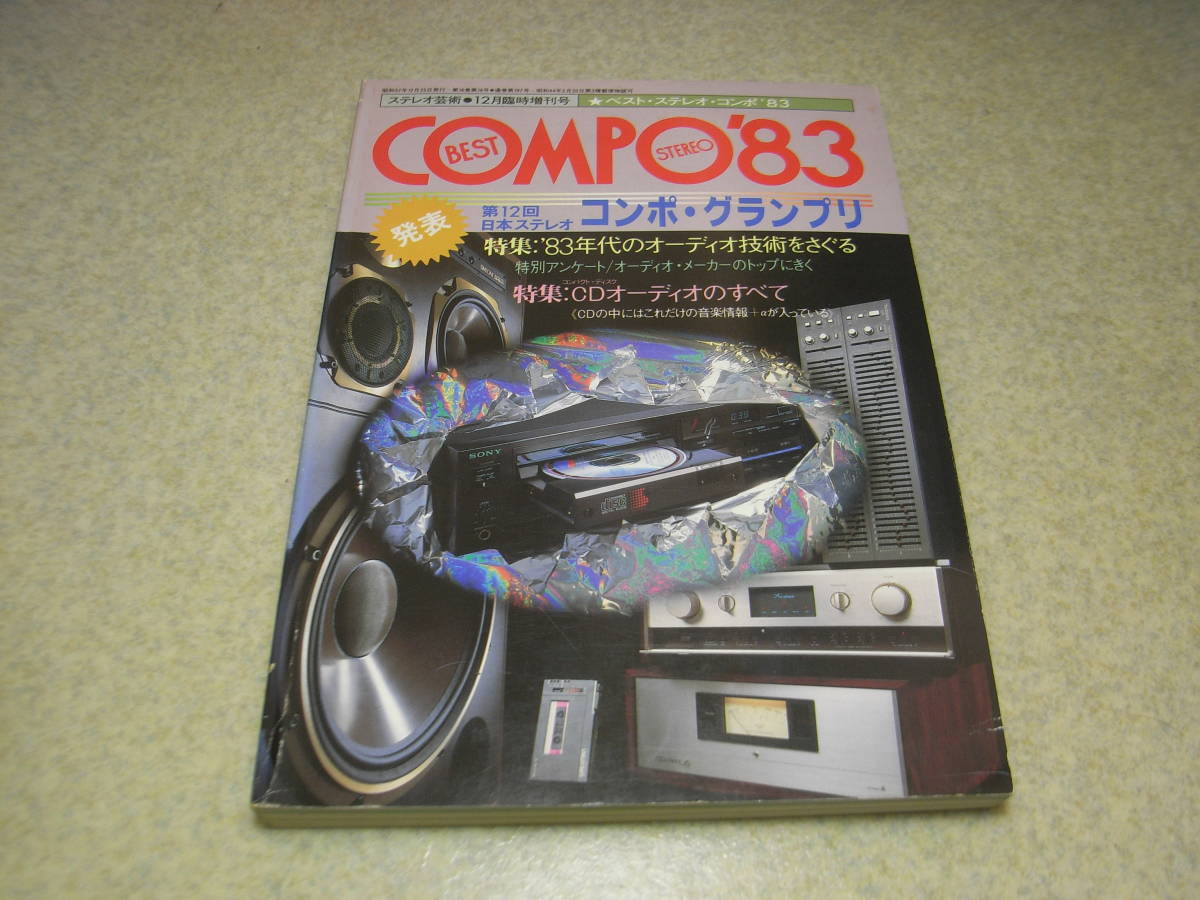 ステレオ芸術●12月臨時増刊号
★ベスト・ステレオ・コンポ'83
COMPO'83
BEST
STEREO
発表
第12回
日本ステレオ
コンポ・グランプリ
特集:'83年代のオーディオ技術をさぐる
特別アンケート/オーディオ・メーカーのトップにきく
コンパクト・ディスク
特集:CDオーディオのすべて
《CDの中にはこれだけの音楽情報+αが入っている》
SONY